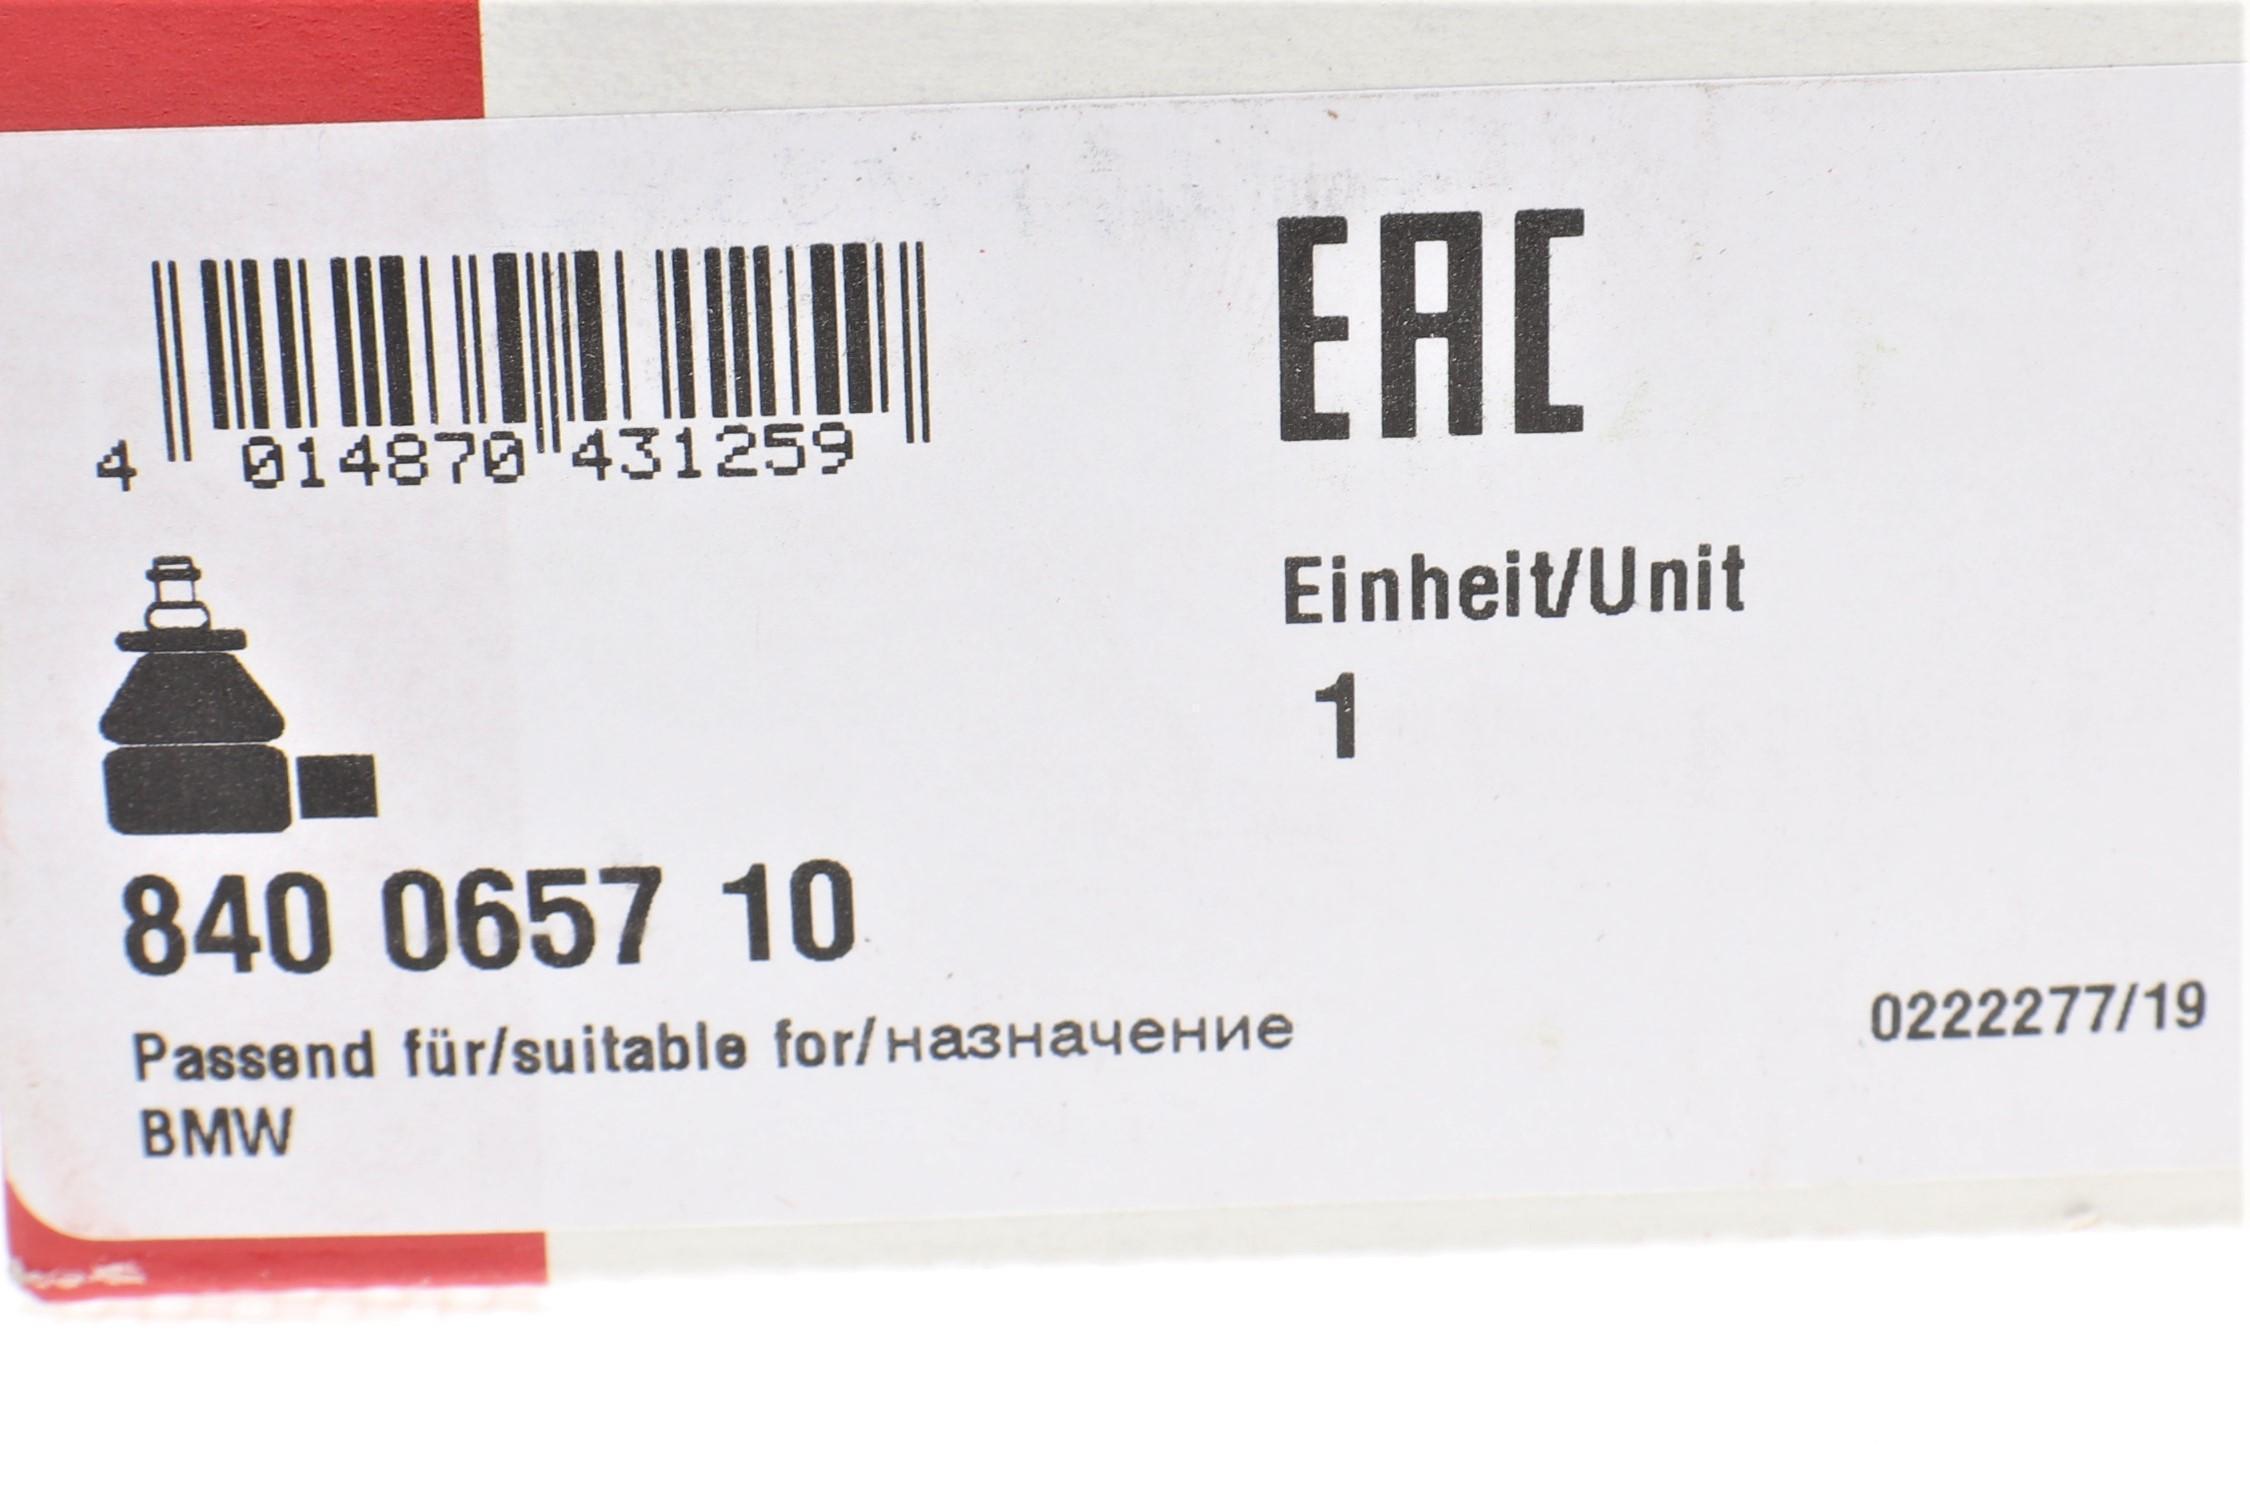 EAC
4 014870 431259
Einheit/Unit
1
840 0657 10
Passend für/suitable for/назначение
BMW
0222277/19